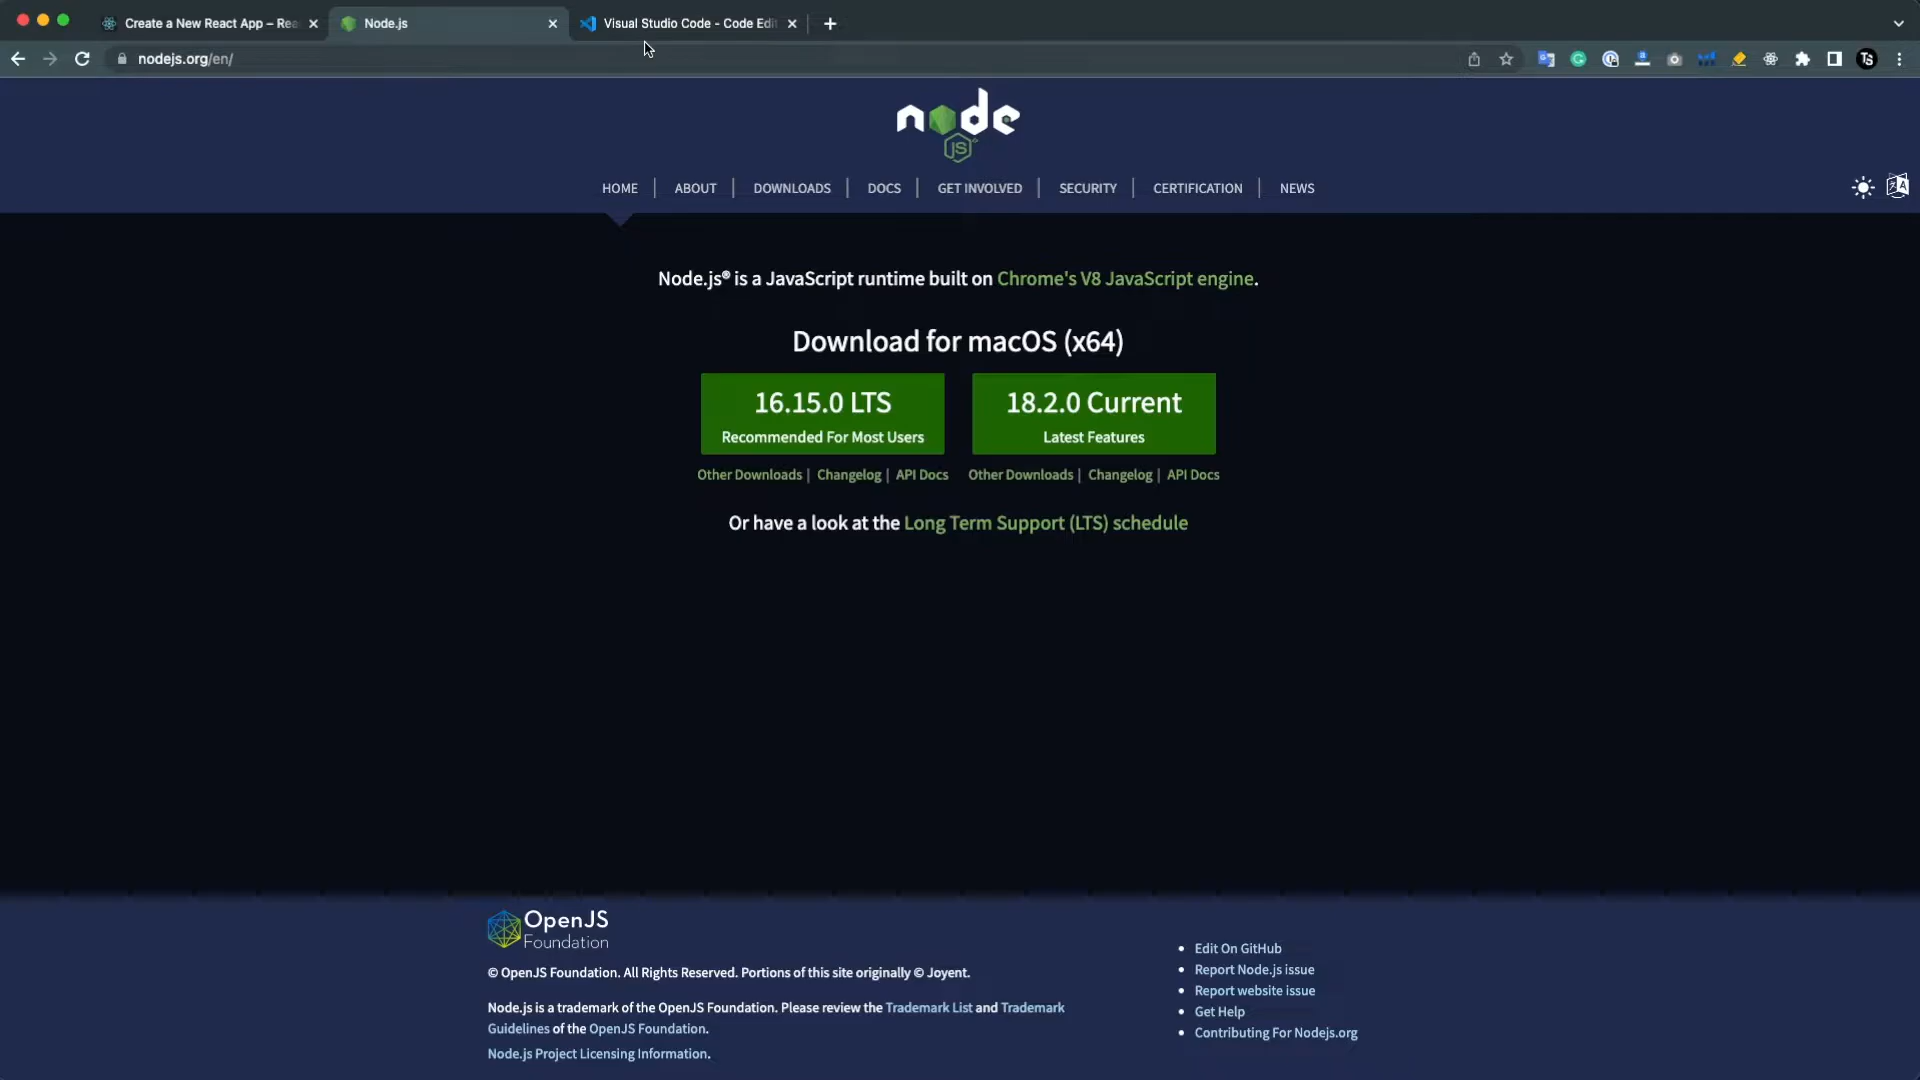 Create a New React App – Rea
Node.js
Visual Studio Code - Code Edit
nodejs.org/en/
TS
node
JS
HOME | ABOUT | DOWNLOADS | DOCS | GET INVOLVED | SECURITY | CERTIFICATION | NEWS
Node.js® is a JavaScript runtime built on Chrome's V8 JavaScript engine.
Download for macOS (x64)
16.15.0 LTS
Recommended For Most Users
18.2.0 Current
Latest Features
Other Downloads | Changelog | API Docs
Other Downloads | Changelog | API Docs
Or have a look at the Long Term Support (LTS) schedule
OpenJS
Foundation
© OpenJS Foundation. All Rights Reserved. Portions of this site originally © Joyent.
Node.js is a trademark of the OpenJS Foundation. Please review the Trademark List and Trademark
Guidelines of the OpenJS Foundation.
Node.js Project Licensing Information.
Edit On GitHub
Report Node.js issue
Report website issue
Get Help
Contributing For Nodejs.org